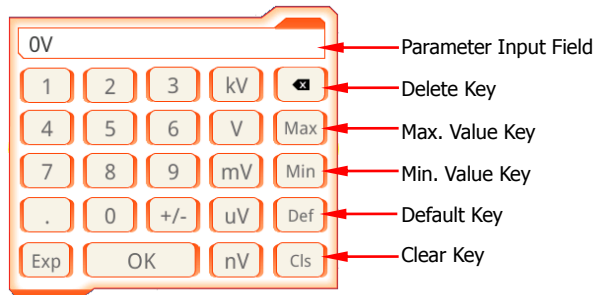 0V
Parameter Input Field
1 2 3 kV
Delete Key
4 5 6 V Max
Max. Value Key
7 8 9 mV Min
Min. Value Key
. 0 +/- uV Def
Default Key
Exp OK nV Cls
Clear Key